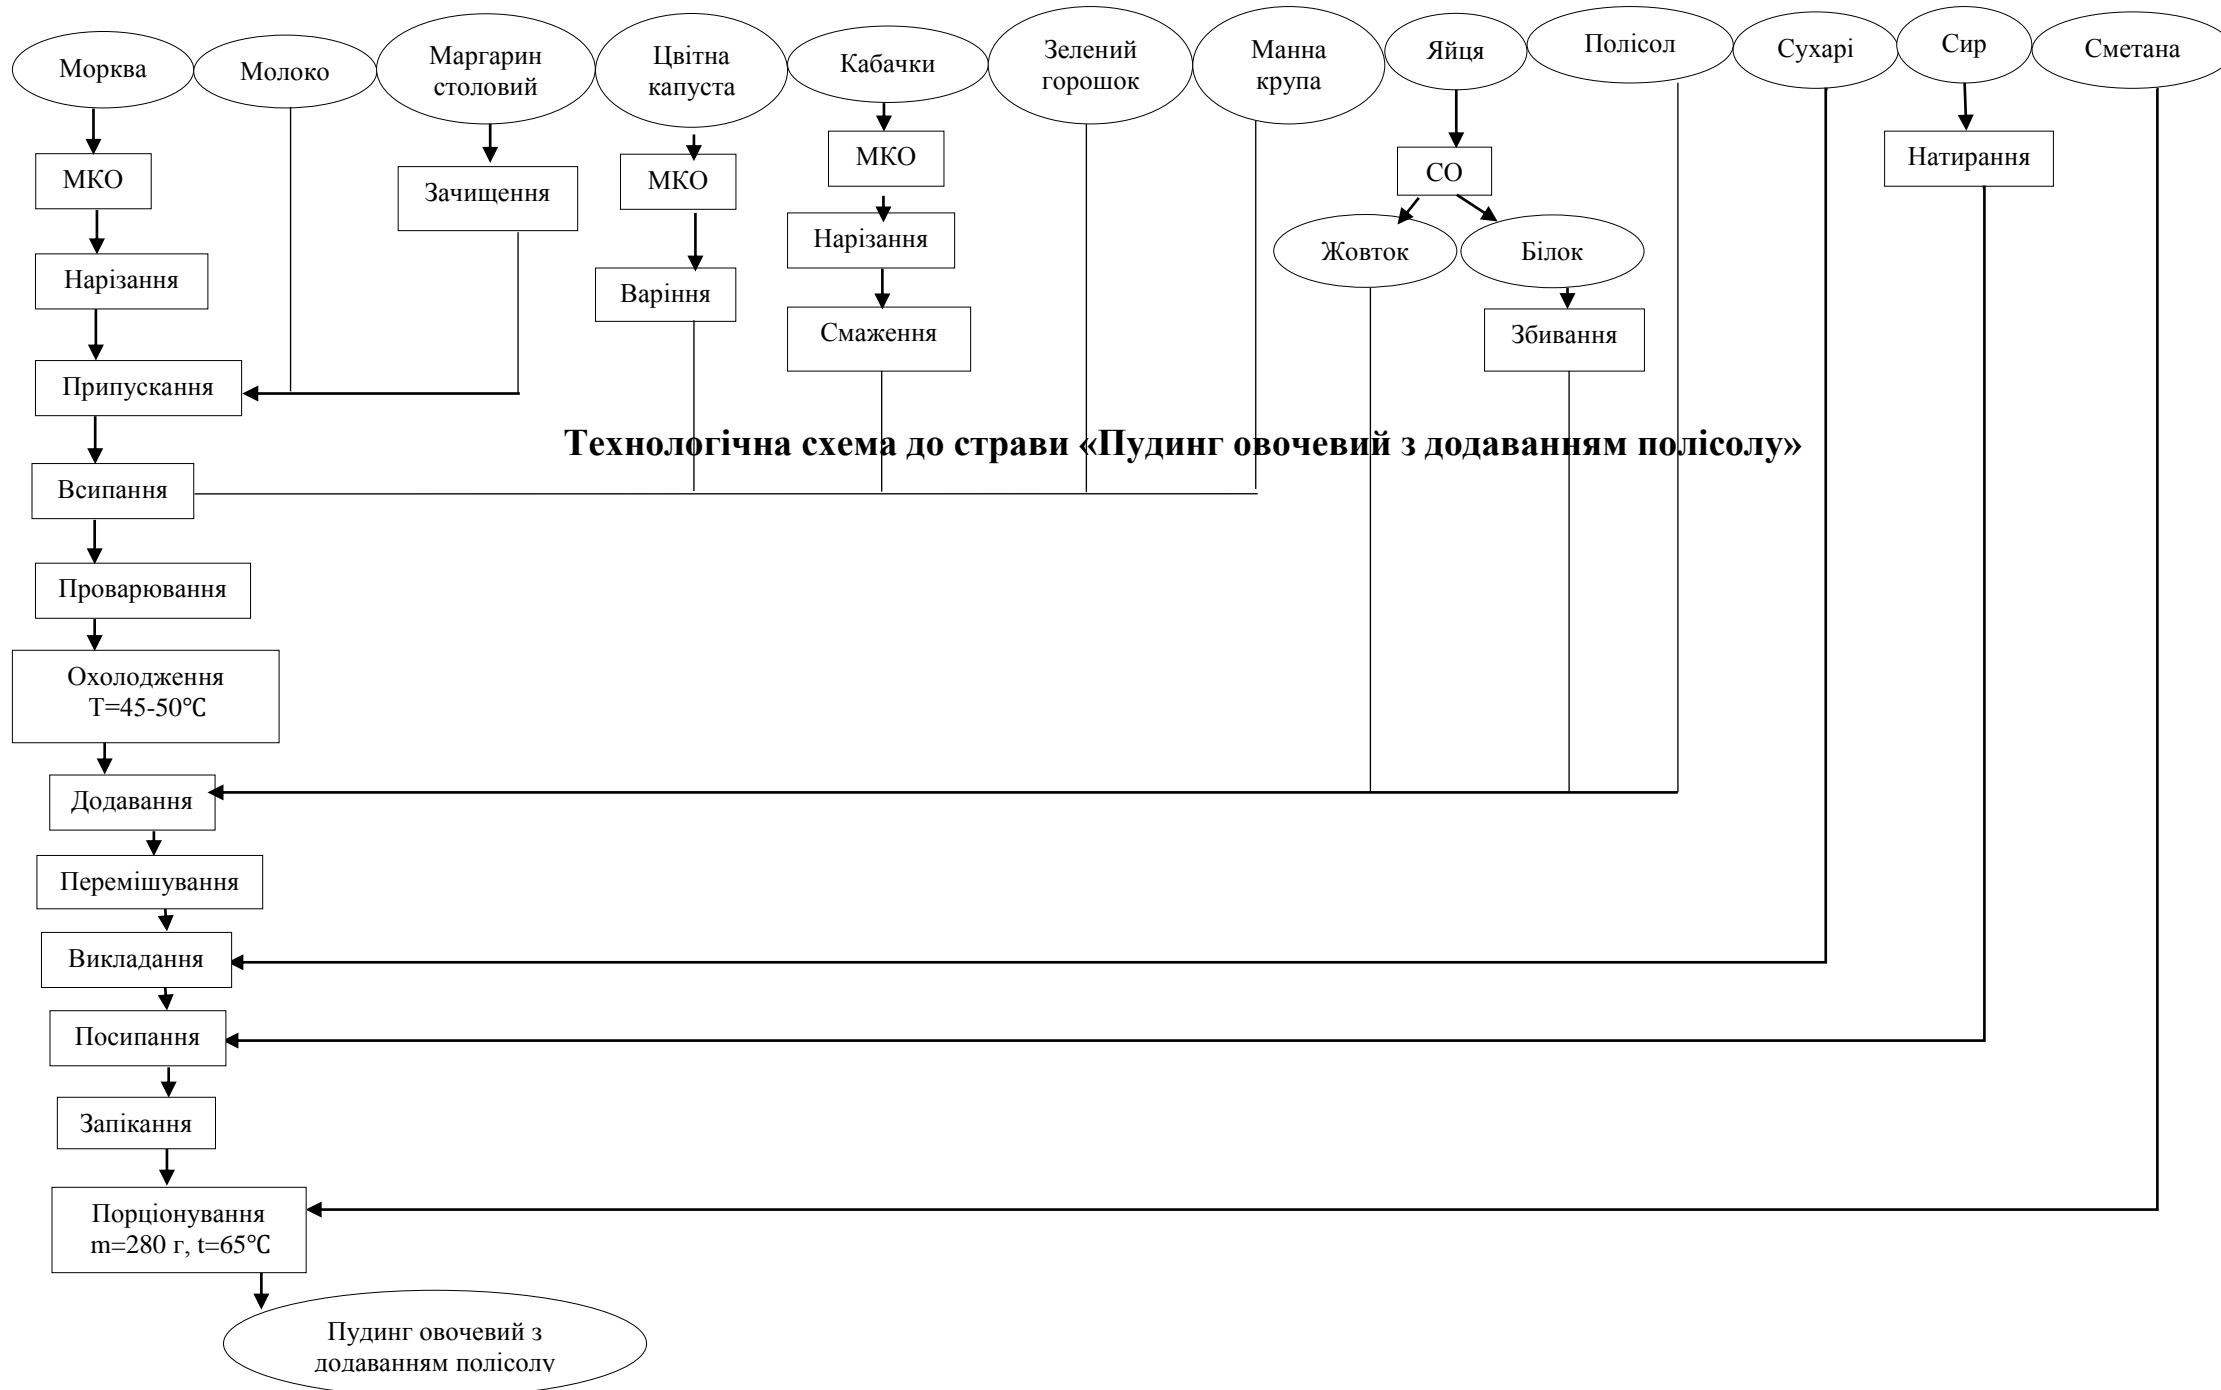 Морква
Молоко
Маргарин
столовий
Цвітна
капуста
Кабачки
Зелений
горошок
Манна
крупа
Яйця
Полісол
Сухарі
Сир
Сметана
МКО
Зачищення
МКО
МКО
СО
Натирання
Нарізання
Варіння
Нарізання
Жовток
Білок
Смаження
Збивання
Припускання
Технологічна схема до страви «Пудинг овочевий з додаванням полісолу»
Всипання
Проварювання
Охолодження
Т=45-50℃
Додавання
Перемішування
Викладання
Посипання
Запікання
Порціонування
m=280 г, t=65℃
Пудинг овочевий з
додаванням полісолу